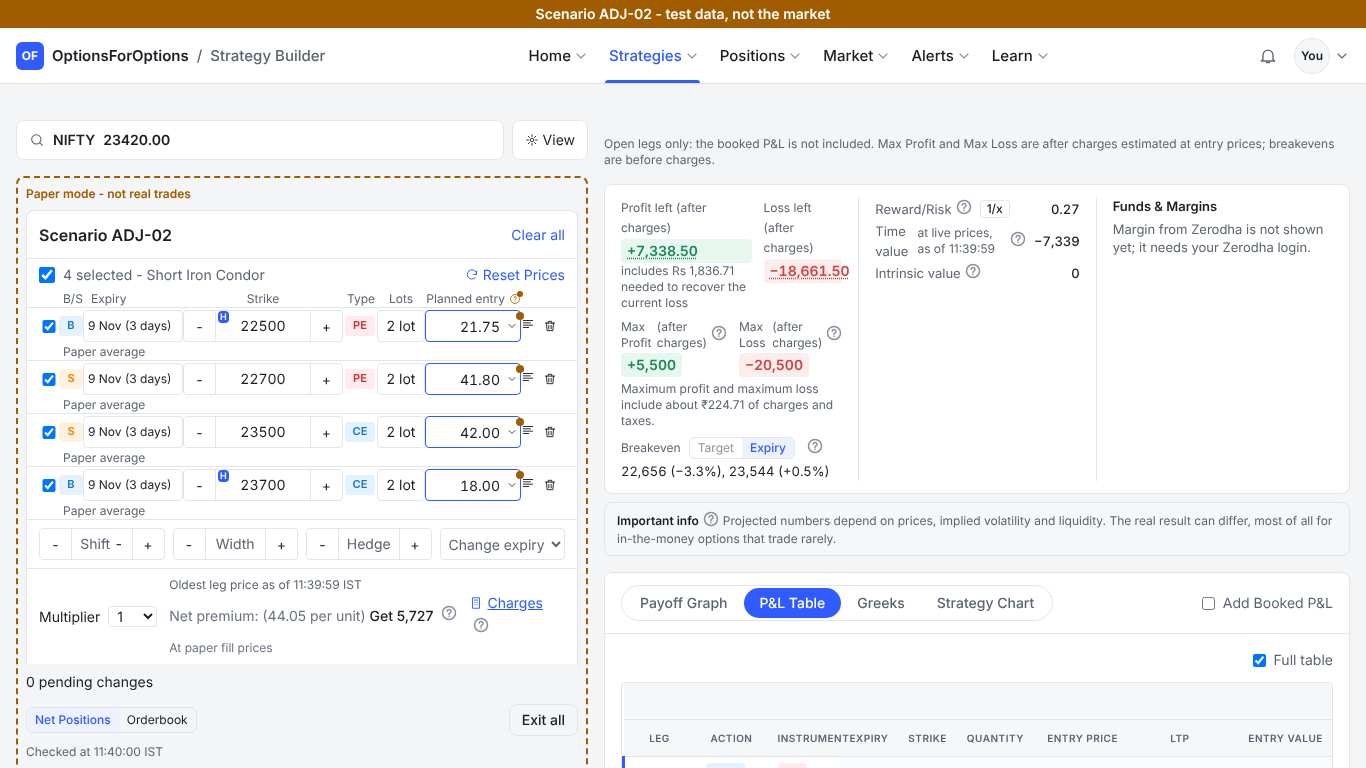 Scenario ADJ-02 - test data, not the market
OF OptionsForOptions / Strategy Builder Home Strategies Positions Market Alerts Learn You
NIFTY 23420.00 View
Paper mode - not real trades
Scenario ADJ-02 Clear all
4 selected - Short Iron Condor Reset Prices
B/S Expiry Strike Type Lots Planned entry
B 9 Nov (3 days) - H 22500 + PE 2 lot 21.75
Paper average
S 9 Nov (3 days) - 22700 + PE 2 lot 41.80
Paper average
S 9 Nov (3 days) - 23500 + CE 2 lot 42.00
Paper average
B 9 Nov (3 days) - H 23700 + CE 2 lot 18.00
Paper average
- Shift - + - Width + - Hedge + Change expiry
Oldest leg price as of 11:39:59 IST
Multiplier 1 Net premium: (44.05 per unit) Get 5,727 Charges
At paper fill prices
0 pending changes
Net Positions Orderbook Exit all
Checked at 11:40:00 IST
Open legs only: the booked P&L is not included. Max Profit and Max Loss are after charges estimated at entry prices; breakevens
are before charges.
Profit left (after
charges)
+7,338.50
includes Rs 1,836.71
needed to recover the
current loss
Loss left
(after
charges)
−18,661.50
Max Profit (after charges)
+5,500
Max Loss (after charges)
−20,500
Maximum profit and maximum loss
include about ₹224.71 of charges and
taxes.
Breakeven Target Expiry
22,656 (−3.3%), 23,544 (+0.5%)
Reward/Risk 1/x 0.27
Time value at live prices, as of 11:39:59 −7,339
Intrinsic value 0
Funds & Margins
Margin from Zerodha is not shown
yet; it needs your Zerodha login.
Important info Projected numbers depend on prices, implied volatility and liquidity. The real result can differ, most of all for
in-the-money options that trade rarely.
Payoff Graph P&L Table Greeks Strategy Chart Add Booked P&L
Full table
LEG ACTION INSTRUMENT EXPIRY STRIKE QUANTITY ENTRY PRICE LTP ENTRY VALUE